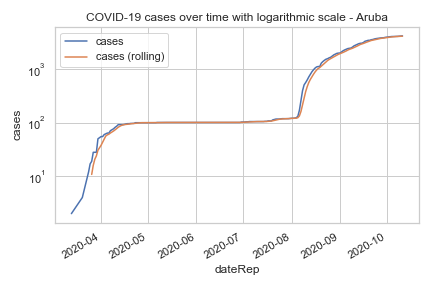 COVID-19 cases over time with logarithmic scale - Aruba
cases
cases (rolling)
10³
10²
10¹
cases
2020-04
2020-05
2020-06
2020-07
2020-08
2020-09
2020-10
dateRep